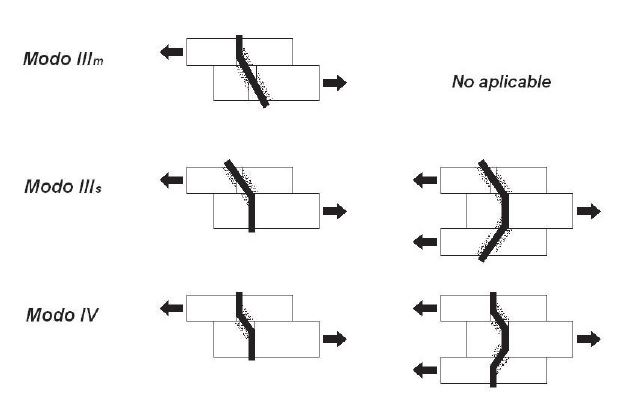 Modo IIIm
No aplicable
Modo IIIs
Modo IV